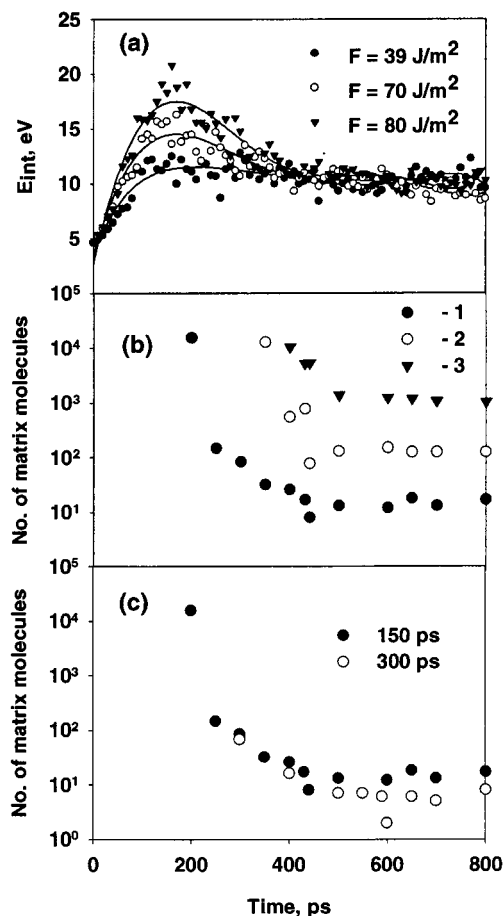 (a)
F = 39 J/m²
F = 70 J/m²
F = 80 J/m²
E_int, eV
25
20
15
10
5
10⁵
(b)
- 1
- 2
- 3
No. of matrix molecules
10⁴
10³
10²
10¹
10⁵
(c)
150 ps
300 ps
No. of matrix molecules
10⁴
10³
10²
10¹
10⁰
0 200 400 600 800
Time, ps